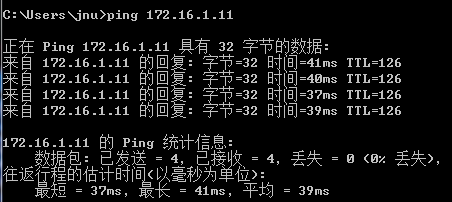 C:\Users\jnu>ping 172.16.1.11
正在 Ping 172.16.1.11 具有 32 字节的数据:
来自 172.16.1.11 的回复: 字节=32 时间=41ms TTL=126
来自 172.16.1.11 的回复: 字节=32 时间=40ms TTL=126
来自 172.16.1.11 的回复: 字节=32 时间=37ms TTL=126
来自 172.16.1.11 的回复: 字节=32 时间=39ms TTL=126
172.16.1.11 的 Ping 统计信息:
数据包: 已发送 = 4, 已接收 = 4, 丢失 = 0 (0% 丢失),
往返行程的估计时间(以毫秒为单位):
最短 = 37ms, 最长 = 41ms, 平均 = 39ms